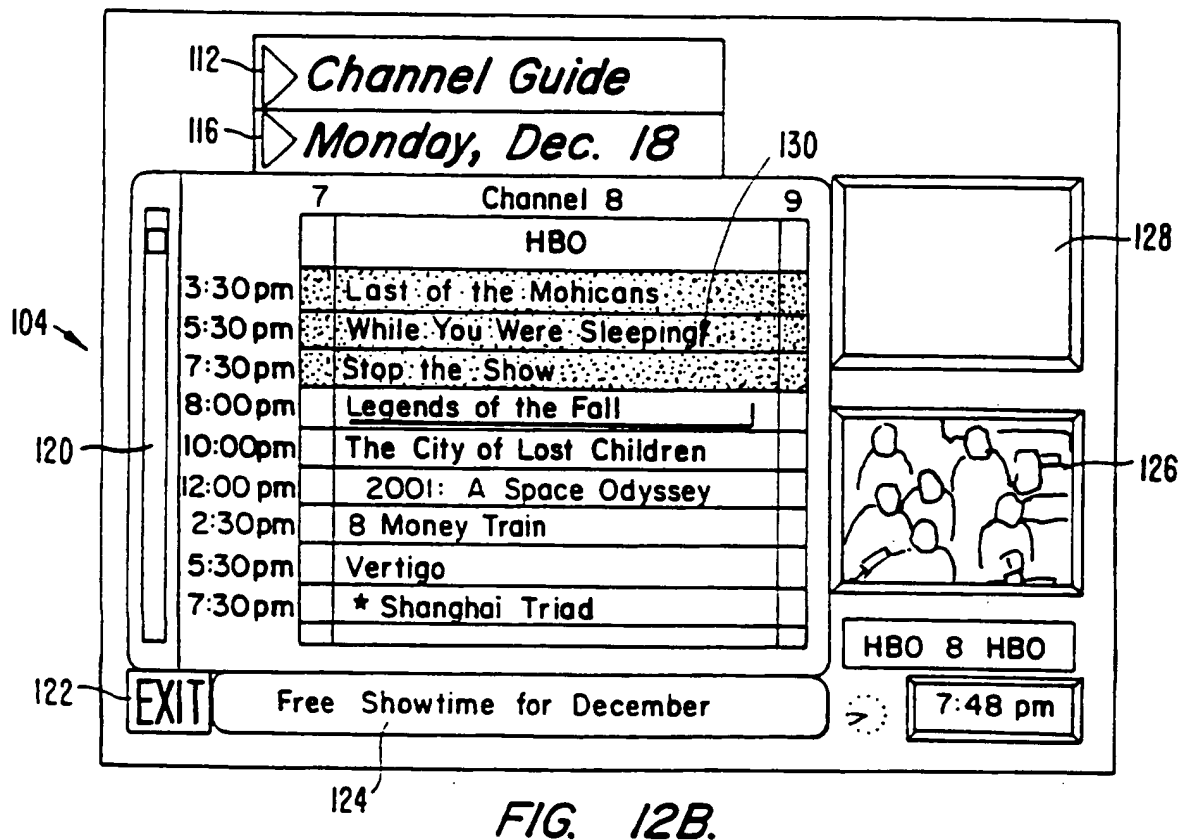 112
Channel Guide
116
Monday, Dec. 18
130
7 Channel 8 9
HBO
128
3:30pm Last of the Mohicans
104
5:30pm While You Were Sleeping
7:30pm Stop the Show
8:00pm Legends of the Fall
120
10:00pm The City of Lost Children
126
12:00 pm 2001: A Space Odyssey
2:30pm 8 Money Train
5:30pm Vertigo
7:30pm * Shanghai Triad
HBO 8 HBO
122
EXIT
Free Showtime for December
7:48 pm
124
FIG. 12B.